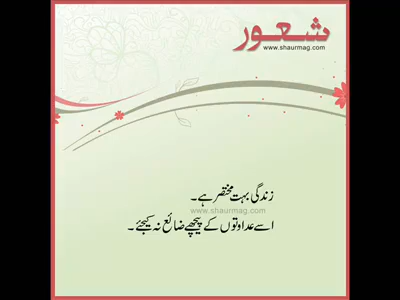 شعور
www.shaurmag.com
زندگی بہت مختصر ہے۔
www.shaurmag.com
اسے عداوتوں کے پیچھے ضائع نہ کیجئے۔